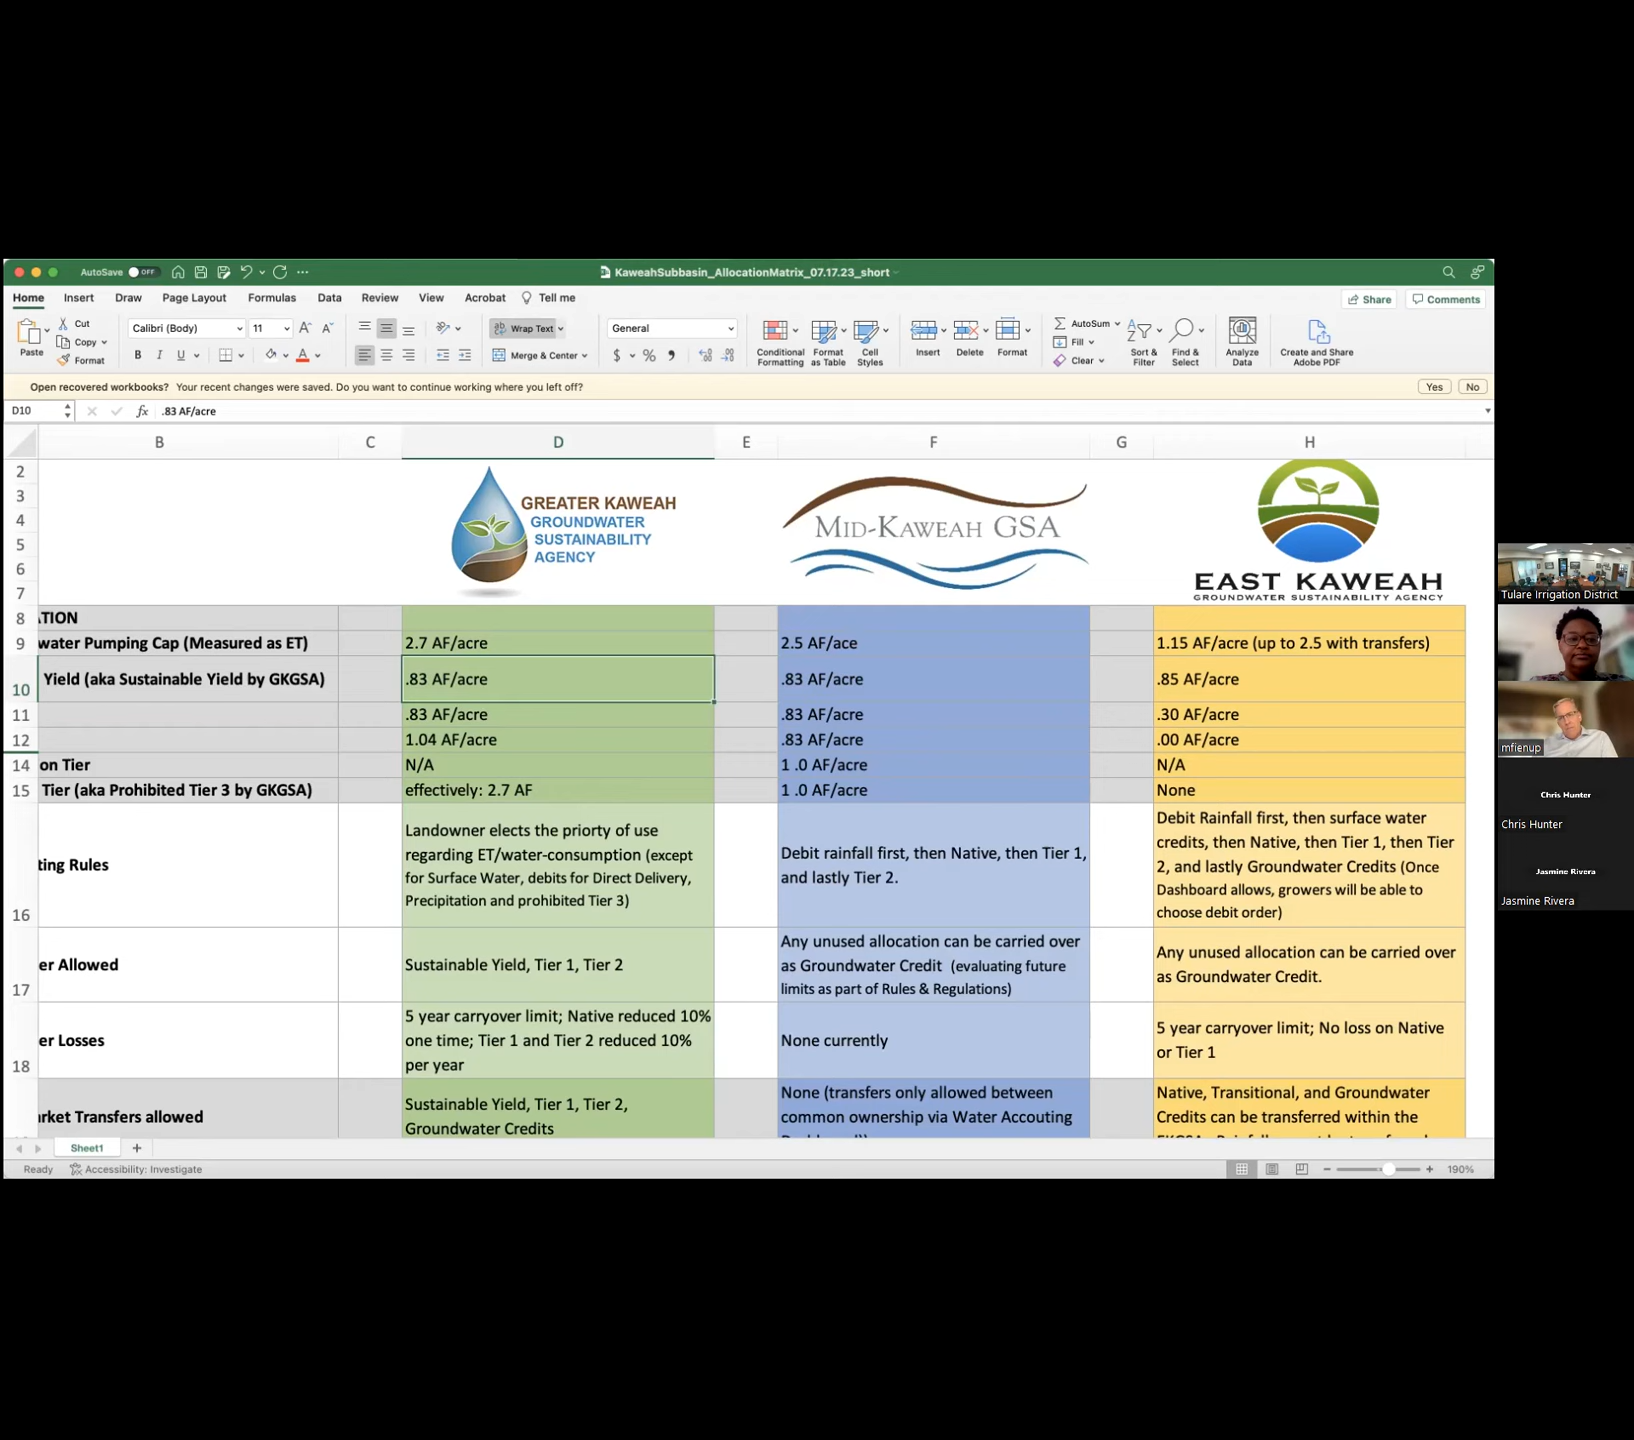 AutoSave OFF
KaweahSubbasin_AllocationMatrix_07.17.23_short
Home Insert Draw Page Layout Formulas Data Review View Acrobat Tell me
Share Comments
Paste
Cut
Copy
Format
Calibri (Body) 11
B I U
Wrap Text
Merge & Center
General
$ %
Conditional Formatting
Format as Table
Cell Styles
Insert
Delete
Format
AutoSum
Fill
Clear
Sort & Filter
Find & Select
Analyze Data
Create and Share Adobe PDF
Open recovered workbooks? Your recent changes were saved. Do you want to continue working where you left off?
Yes No
D10 fx .83 AF/acre
B C D E F G H
2
3
4
5
6
7
GREATER KAWEAH
GROUNDWATER
SUSTAINABILITY
AGENCY
MID-KAWEAH GSA
EAST KAWEAH
GROUNDWATER SUSTAINABILITY AGENCY
8 ATION
9 water Pumping Cap (Measured as ET) 2.7 AF/acre 2.5 AF/ace 1.15 AF/acre (up to 2.5 with transfers)
10 Yield (aka Sustainable Yield by GKGSA) .83 AF/acre .83 AF/acre .85 AF/acre
11 .83 AF/acre .83 AF/acre .30 AF/acre
12 1.04 AF/acre .83 AF/acre .00 AF/acre
14 on Tier N/A 1 .0 AF/acre N/A
15 Tier (aka Prohibited Tier 3 by GKGSA) effectively: 2.7 AF 1 .0 AF/acre None
16 ting Rules
Landowner elects the priorty of use
regarding ET/water-consumption (except
for Surface Water, debits for Direct Delivery,
Precipitation and prohibited Tier 3)
Debit rainfall first, then Native, then Tier 1,
and lastly Tier 2.
Debit Rainfall first, then surface water
credits, then Native, then Tier 1, then Tier
2, and lastly Groundwater Credits (Once
Dashboard allows, growers will be able to
choose debit order)
17 er Allowed
Sustainable Yield, Tier 1, Tier 2
Any unused allocation can be carried over
as Groundwater Credit (evaluating future
limits as part of Rules & Regulations)
Any unused allocation can be carried over
as Groundwater Credit.
18 er Losses
5 year carryover limit; Native reduced 10%
one time; Tier 1 and Tier 2 reduced 10%
per year
None currently
5 year carryover limit; No loss on Native
or Tier 1
rket Transfers allowed
Sustainable Yield, Tier 1, Tier 2,
Groundwater Credits
None (transfers only allowed between
common ownership via Water Accouting
Native, Transitional, and Groundwater
Credits can be transferred within the
Sheet1 +
Ready Accessibility: Investigate
190%
Tulare Irrigation District
mfienup
Chris Hunter
Chris Hunter
Jasmine Rivera
Jasmine Rivera